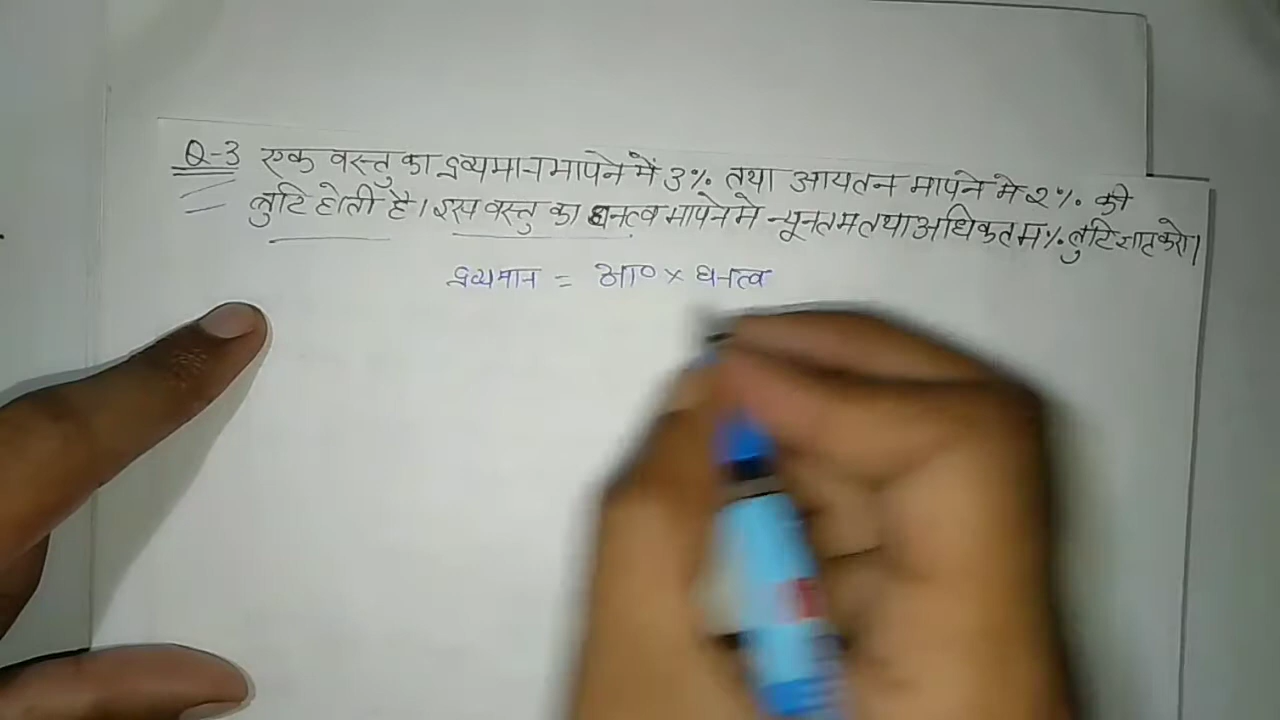 Q-3 एक वस्तु का द्रव्यमान मापने में 3% तथा आयतन मापने मे 2% की
त्रुटि होती है। इस वस्तु का घनत्व मापने मे न्यूनतम तथा अधिकतम % त्रुटि ज्ञात करो।
द्रव्यमान = आ० × घनत्व